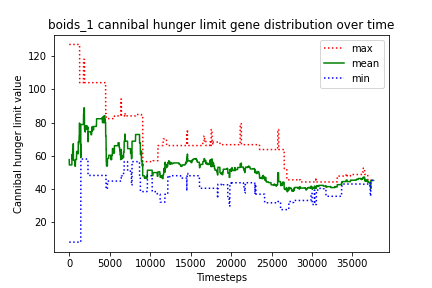 boids_1 cannibal hunger limit gene distribution over time
max
mean
min
Cannibal hunger limit value
120
100
80
60
40
20
0
5000
10000
15000
20000
25000
30000
35000
Timesteps